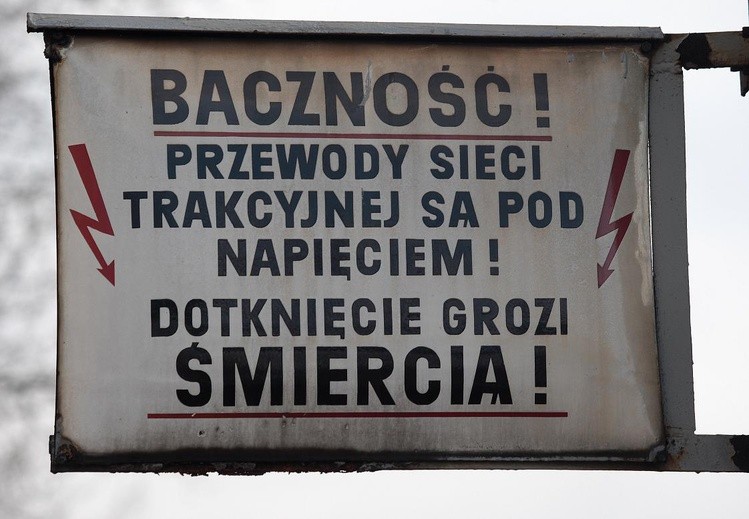 BACZNOŚĆ !
PRZEWODY SIECI
TRAKCYJNEJ SĄ POD
NAPIĘCIEM !
DOTKNIĘCIE GROZI
ŚMIERCIĄ !